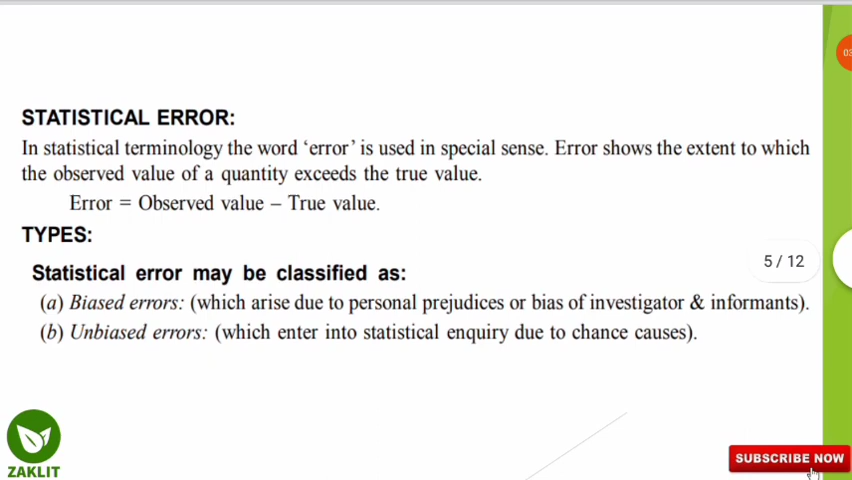 STATISTICAL ERROR:
In statistical terminology the word ‘error’ is used in special sense. Error shows the extent to which
the observed value of a quantity exceeds the true value.
Error = Observed value – True value.
TYPES:
Statistical error may be classified as:
(a) Biased errors: (which arise due to personal prejudices or bias of investigator & informants).
(b) Unbiased errors: (which enter into statistical enquiry due to chance causes).
5 / 12
ZAKLIT
SUBSCRIBE NOW